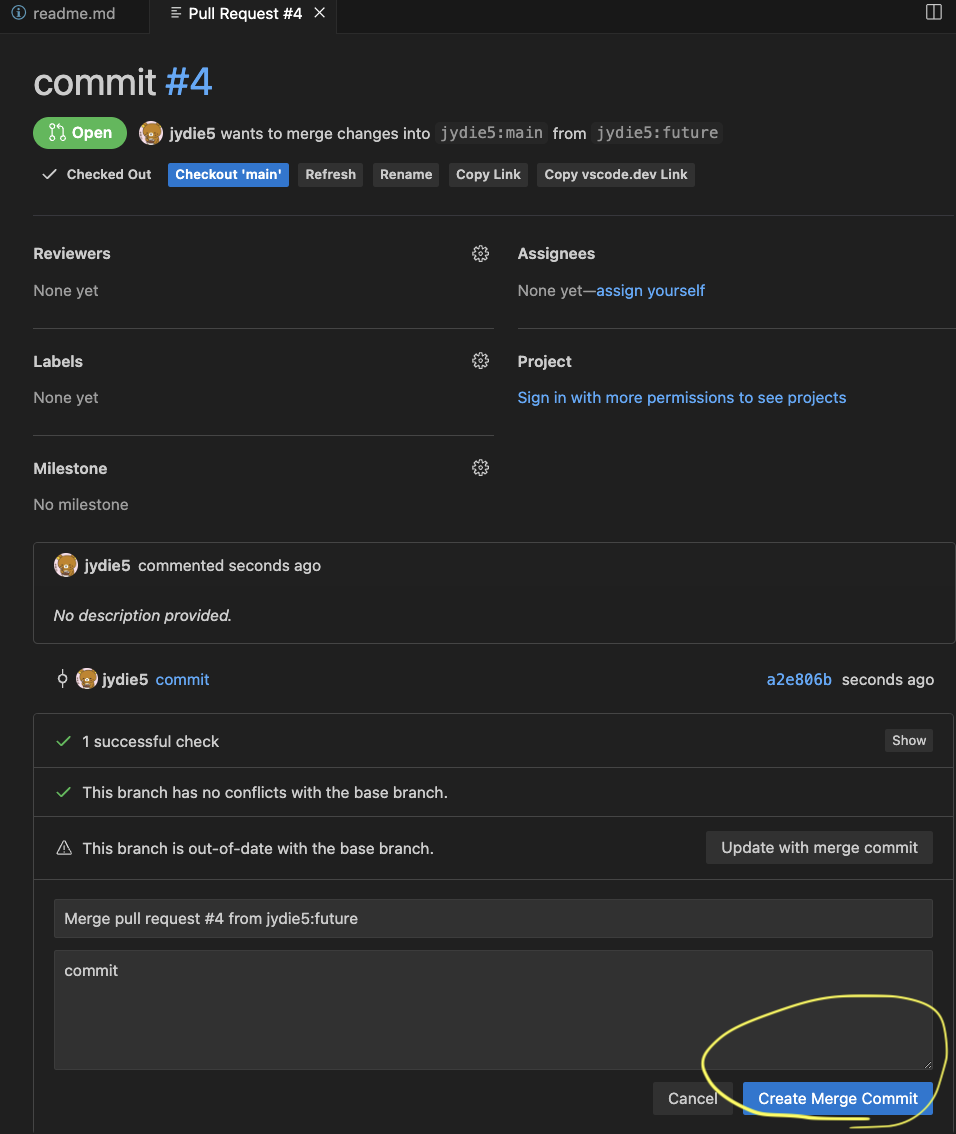 readme.md Pull Request #4
commit #4
Open jydie5 wants to merge changes into jydie5:main from jydie5:future
Checked Out Checkout 'main' Refresh Rename Copy Link Copy vscode.dev Link
Reviewers
None yet
Assignees
None yet—assign yourself
Labels
None yet
Project
Sign in with more permissions to see projects
Milestone
No milestone
jydie5 commented seconds ago
No description provided.
jydie5 commit a2e806b seconds ago
1 successful check Show
This branch has no conflicts with the base branch.
This branch is out-of-date with the base branch. Update with merge commit
Merge pull request #4 from jydie5:future
commit
Cancel Create Merge Commit